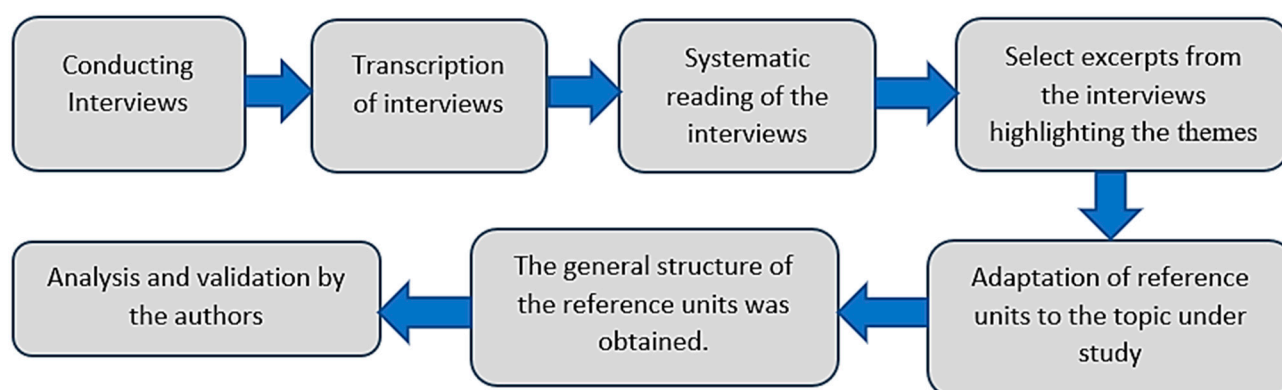 Conducting
Interviews
Transcription
of interviews
Systematic
reading of the
interviews
Select excerpts from
the interviews
highlighting the themes
Adaptation of reference
units to the topic under
study
The general structure of
the reference units was
obtained.
Analysis and validation by
the authors